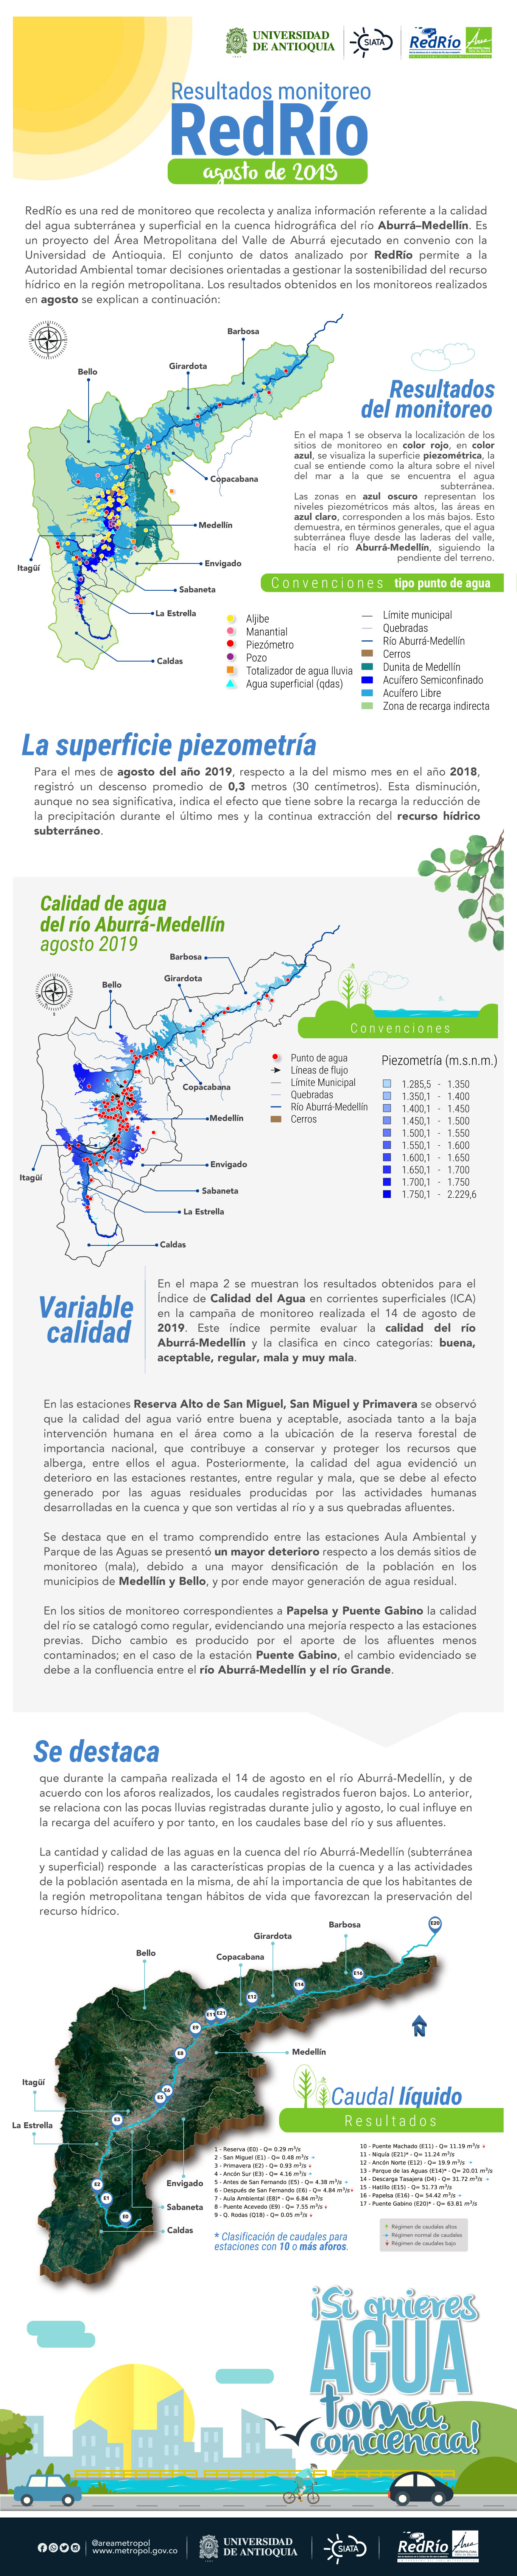 UNIVERSIDAD
DE ANTIOQUIA
1803
SIATA
RedRío
Área
METROPOLITANA
Valle de Aburrá
Resultados monitoreo
RedRío
agosto de 2019
RedRío es una red de monitoreo que recolecta y analiza información referente a la calidad
del agua subterránea y superficial en la cuenca hidrográfica del río Aburrá–Medellín. Es
un proyecto del Área Metropolitana del Valle de Aburrá ejecutado en convenio con la
Universidad de Antioquia. El conjunto de datos analizado por RedRío permite a la
Autoridad Ambiental tomar decisiones orientadas a gestionar la sostenibilidad del recurso
hídrico en la región metropolitana. Los resultados obtenidos en los monitoreos realizados
en agosto se explican a continuación:
Barbosa
Girardota
Bello
Copacabana
Medellín
Envigado
Itagüí
Sabaneta
La Estrella
Caldas
Resultados
del monitoreo
En el mapa 1 se observa la localización de los
sitios de monitoreo en color rojo, en color
azul, se visualiza la superficie piezométrica, la
cual se entiende como la altura sobre el nivel
del mar a la que se encuentra el agua
subterránea.
Las zonas en azul oscuro representan los
niveles piezométricos más altos, las áreas en
azul claro, corresponden a los más bajos. Esto
demuestra, en términos generales, que el agua
subterránea fluye desde las laderas del valle,
hacia el río Aburrá-Medellín, siguiendo la
pendiente del terreno.
Convenciones tipo punto de agua
Aljibe
Manantial
Piezómetro
Pozo
Totalizador de agua lluvia
Agua superficial (qdas)
Límite municipal
Quebradas
Río Aburrá-Medellín
Cerros
Dunita de Medellín
Acuífero Semiconfinado
Acuífero Libre
Zona de recarga indirecta
La superficie piezometría
Para el mes de agosto del año 2019, respecto a la del mismo mes en el año 2018,
registró un descenso promedio de 0,3 metros (30 centímetros). Esta disminución,
aunque no sea significativa, indica el efecto que tiene sobre la recarga la reducción de
la precipitación durante el último mes y la continua extracción del recurso hídrico
subterráneo.
Calidad de agua
del río Aburrá-Medellín
agosto 2019
Barbosa
Girardota
Bello
Copacabana
Medellín
Envigado
Itagüí
Sabaneta
La Estrella
Caldas
Convenciones
Punto de agua
Líneas de flujo
Límite Municipal
Quebradas
Río Aburrá-Medellín
Cerros
Piezometría (m.s.n.m.)
1.285,5 - 1.350
1.350,1 - 1.400
1.400,1 - 1.450
1.450,1 - 1.500
1.500,1 - 1.550
1.550,1 - 1.600
1.600,1 - 1.650
1.650,1 - 1.700
1.700,1 - 1.750
1.750,1 - 2.229,6
Variable
calidad
En el mapa 2 se muestran los resultados obtenidos para el
Índice de Calidad del Agua en corrientes superficiales (ICA)
en la campaña de monitoreo realizada el 14 de agosto de
2019. Este índice permite evaluar la calidad del río
Aburrá-Medellín y la clasifica en cinco categorías: buena,
aceptable, regular, mala y muy mala.
En las estaciones Reserva Alto de San Miguel, San Miguel y Primavera se observó
que la calidad del agua varió entre buena y aceptable, asociada tanto a la baja
intervención humana en el área como a la ubicación de la reserva forestal de
importancia nacional, que contribuye a conservar y proteger los recursos que
alberga, entre ellos el agua. Posteriormente, la calidad del agua evidenció un
deterioro en las estaciones restantes, entre regular y mala, que se debe al efecto
generado por las aguas residuales producidas por las actividades humanas
desarrolladas en la cuenca y que son vertidas al río y a sus quebradas afluentes.
Se destaca que en el tramo comprendido entre las estaciones Aula Ambiental y
Parque de las Aguas se presentó un mayor deterioro respecto a los demás sitios de
monitoreo (mala), debido a una mayor densificación de la población en los
municipios de Medellín y Bello, y por ende mayor generación de agua residual.
En los sitios de monitoreo correspondientes a Papelsa y Puente Gabino la calidad
del río se catalogó como regular, evidenciando una mejoría respecto a las estaciones
previas. Dicho cambio es producido por el aporte de los afluentes menos
contaminados; en el caso de la estación Puente Gabino, el cambio evidenciado se
debe a la confluencia entre el río Aburrá-Medellín y el río Grande.
Se destaca
que durante la campaña realizada el 14 de agosto en el río Aburrá-Medellín, y de
acuerdo con los aforos realizados, los caudales registrados fueron bajos. Lo anterior,
se relaciona con las pocas lluvias registradas durante julio y agosto, lo cual influye en
la recarga del acuífero y por tanto, en los caudales base del río y sus afluentes.
La cantidad y calidad de las aguas en la cuenca del río Aburrá-Medellín (subterránea
y superficial) responde a las características propias de la cuenca y a las actividades
de la población asentada en la misma, de ahí la importancia de que los habitantes de
la región metropolitana tengan hábitos de vida que favorezcan la preservación del
recurso hídrico.
E20
Barbosa
Girardota
Copacabana
Bello
E16
E14
E12
E11 E21
E9
E8
Medellín
Itagüí
E6
E5
La Estrella
E3
Envigado
E2
E1
Sabaneta
E0
Caldas
N
Caudal líquido
Resultados
1 - Reserva (E0) - Q= 0.29 m³/s
2 - San Miguel (E1) - Q= 0.48 m³/s
3 - Primavera (E2) - Q= 0.93 m³/s
4 - Ancón Sur (E3) - Q= 4.16 m³/s
5 - Antes de San Fernando (E5) - Q= 4.38 m³/s
6 - Después de San Fernando (E6) - Q= 4.84 m³/s
7 - Aula Ambiental (E8)* - Q= 6.84 m³/s
8 - Puente Acevedo (E9) - Q= 7.55 m³/s
9 - Q. Rodas (Q18) - Q= 0.05 m³/s
10 - Puente Machado (E11) - Q= 11.19 m³/s
11 - Niquía (E21)* - Q= 11.24 m³/s
12 - Ancón Norte (E12) - Q= 19.9 m³/s
13 - Parque de las Aguas (E14)* - Q= 20.01 m³/s
14 - Descarga Tasajera (D4) - Q= 31.72 m³/s
15 - Hatillo (E15) - Q= 51.73 m³/s
16 - Papelsa (E16) - Q= 54.42 m³/s
17 - Puente Gabino (E20)* - Q= 63.81 m³/s
* Clasificación de caudales para
estaciones con 10 o más aforos.
Régimen de caudales altos
Régimen normal de caudales
Régimen de caudales bajo
¡Si quieres
AGUA
toma
conciencia!
@areametropol
www.metropol.gov.co
UNIVERSIDAD
DE ANTIOQUIA
SIATA
RedRío
Área